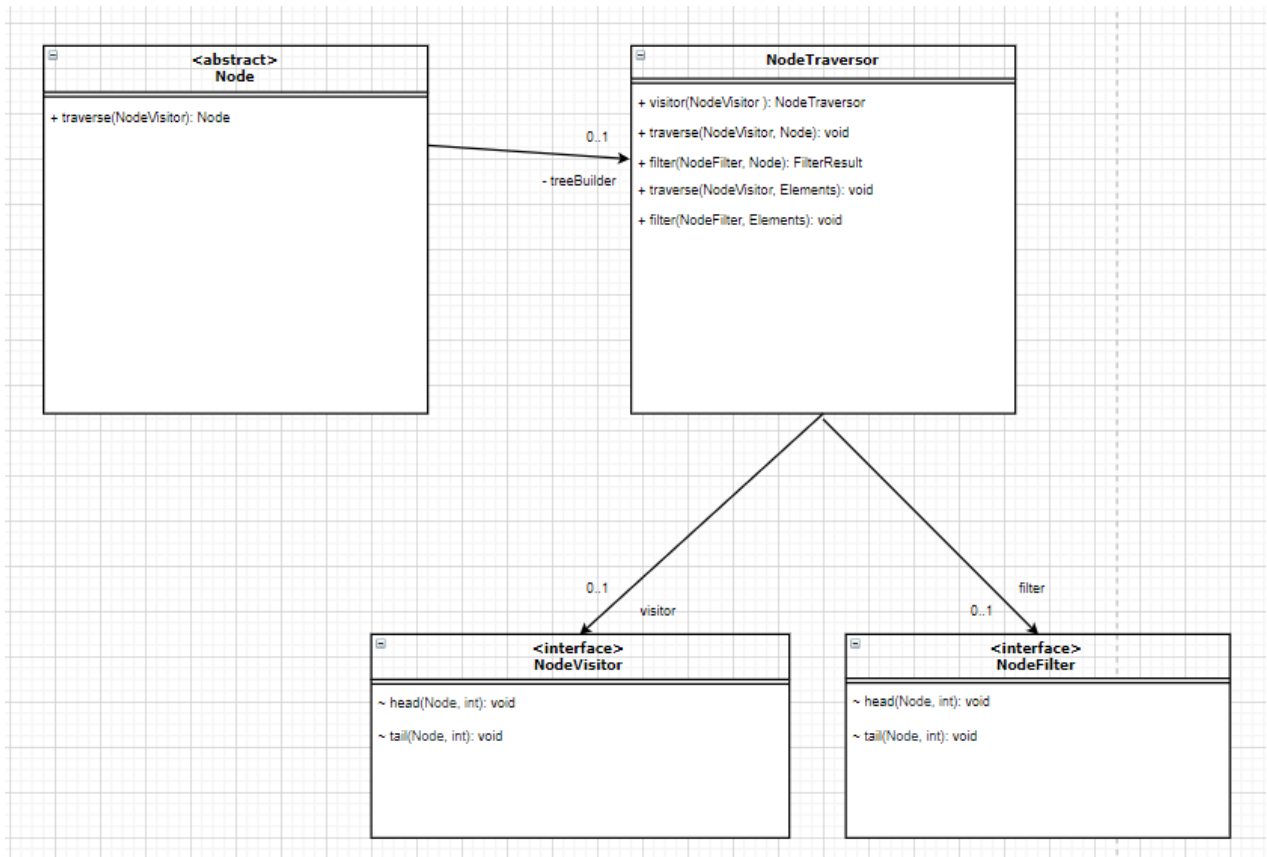 <abstract>
Node
+ traverse(NodeVisitor): Node
0..1
- treeBuilder
NodeTraversor
+ visitor(NodeVisitor ): NodeTraversor
+ traverse(NodeVisitor, Node): void
+ filter(NodeFilter, Node): FilterResult
+ traverse(NodeVisitor, Elements): void
+ filter(NodeFilter, Elements): void
0..1
visitor
filter
0..1
<interface>
NodeVisitor
~ head(Node, int): void
~ tail(Node, int): void
<interface>
NodeFilter
~ head(Node, int): void
~ tail(Node, int): void